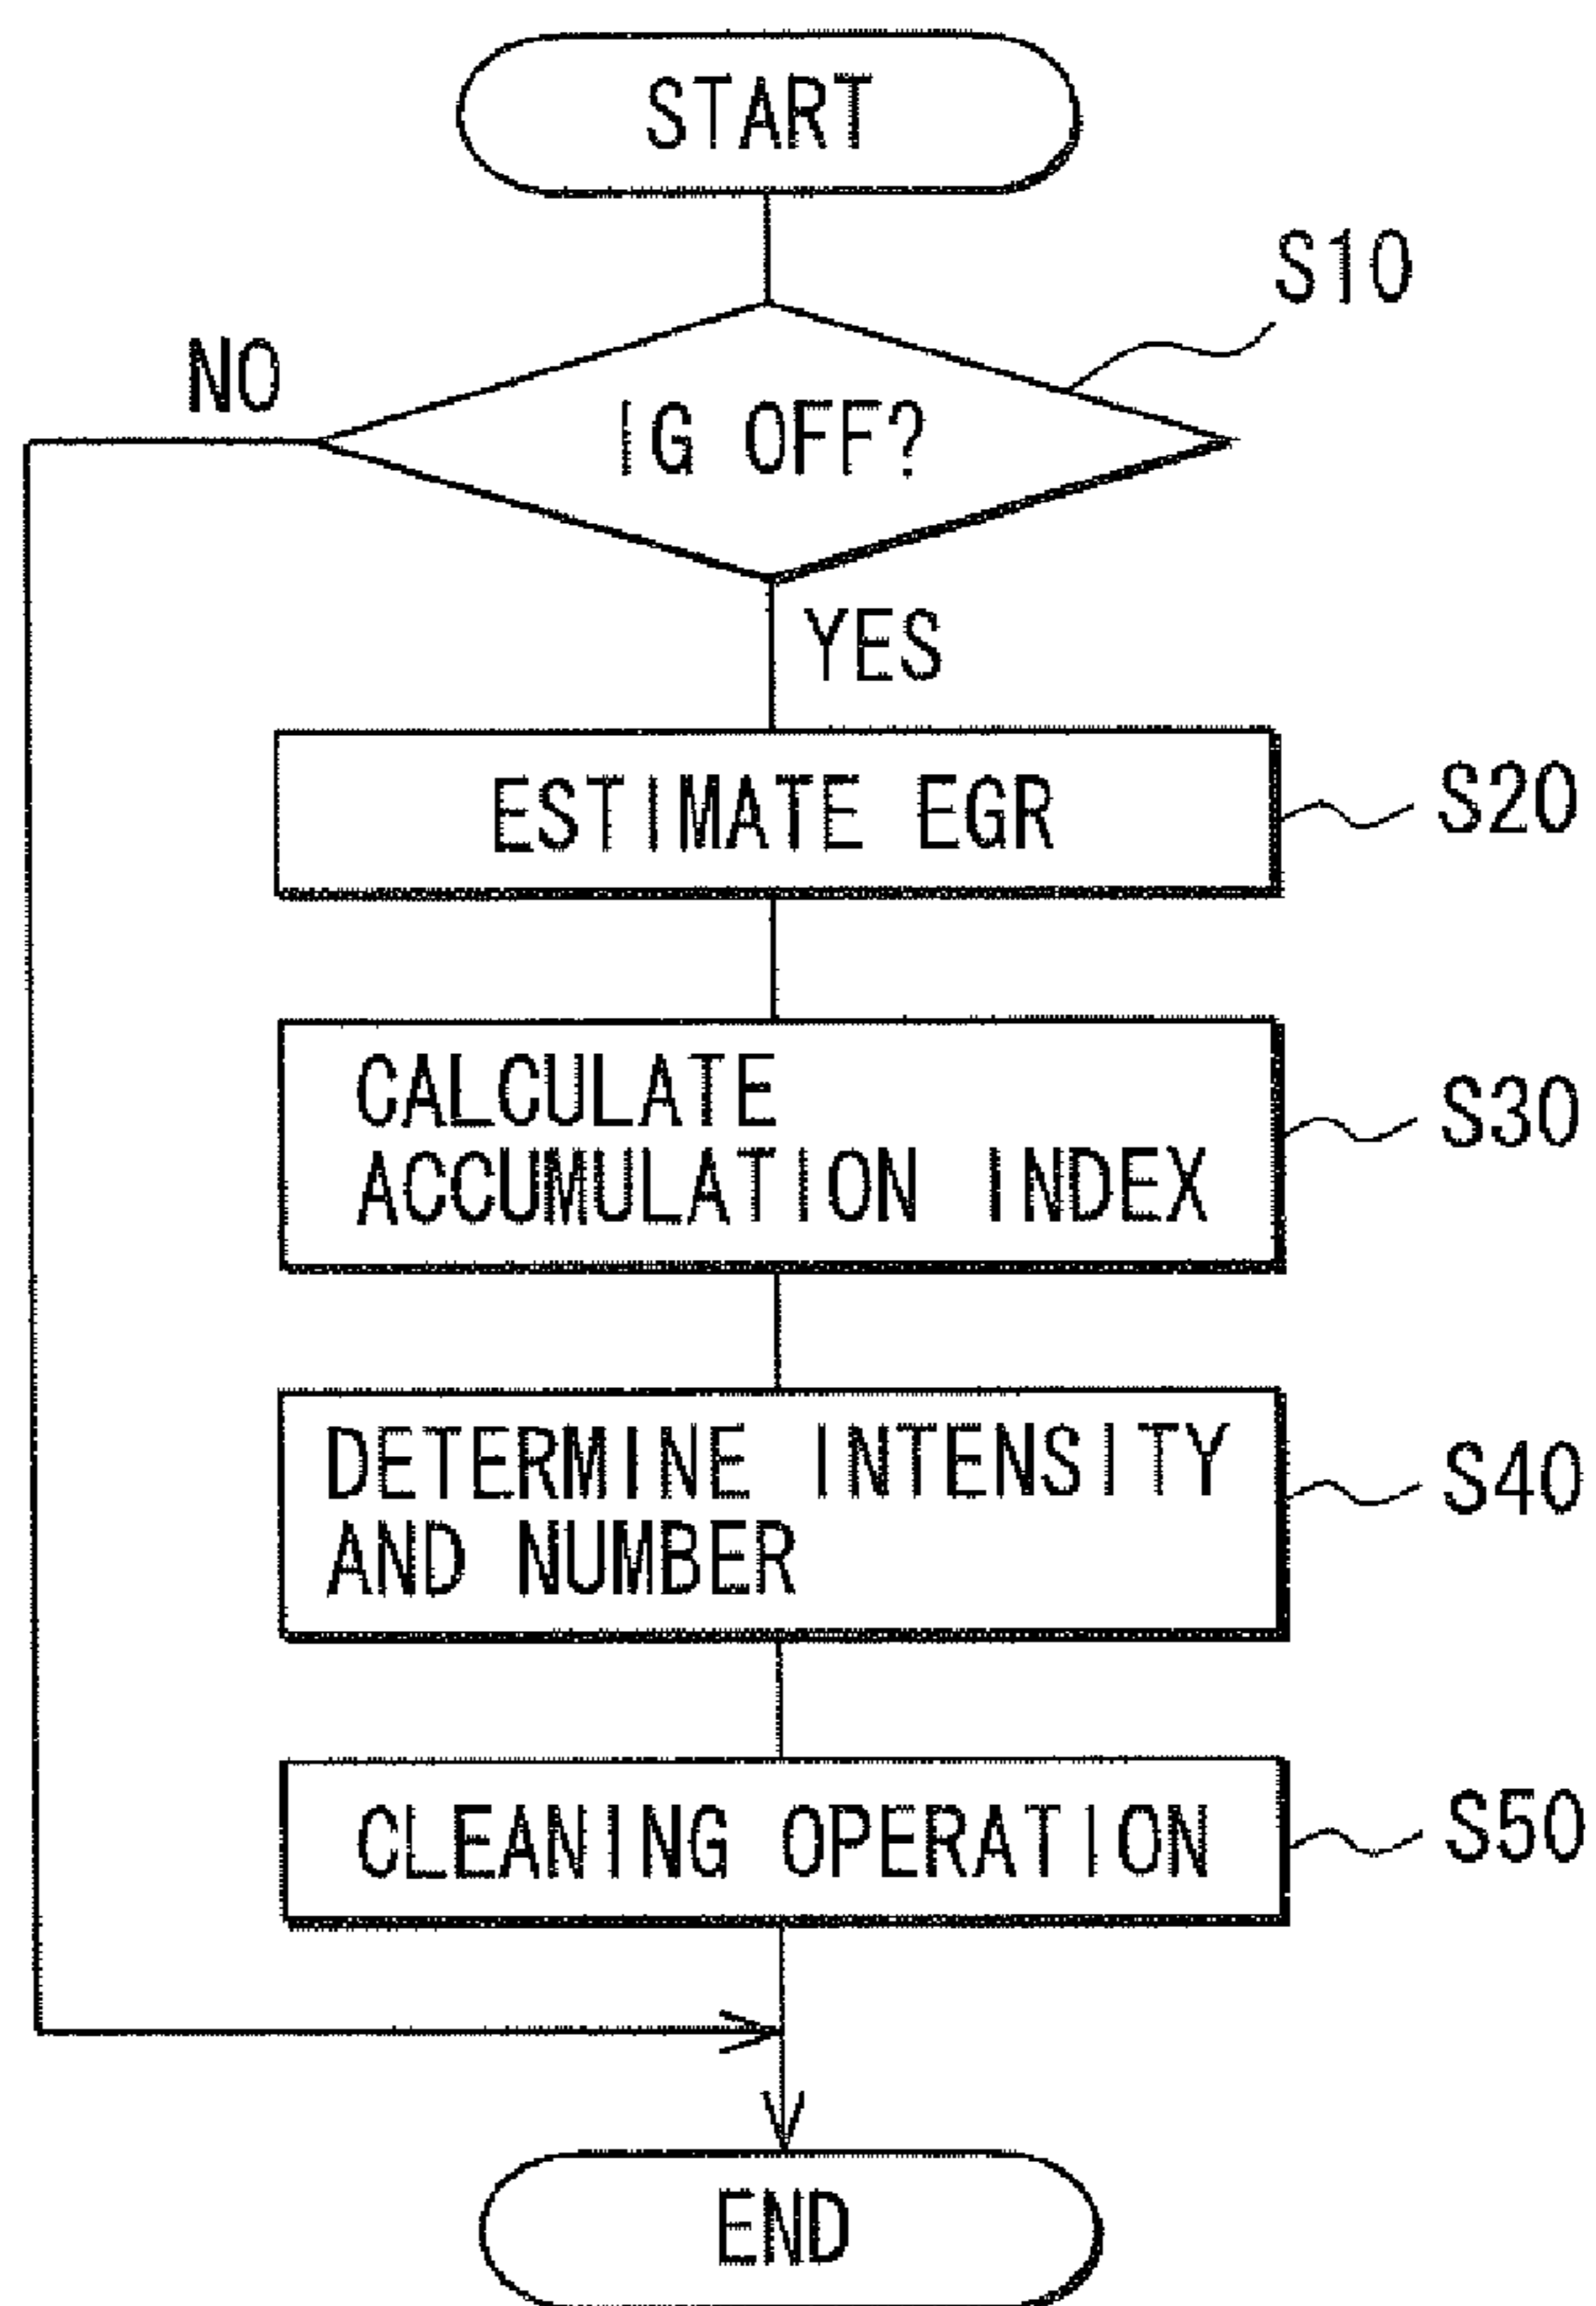 START
S10
NO
IG OFF?
YES
ESTIMATE EGR
S20
CALCULATE
ACCUMULATION INDEX
S30
DETERMINE INTENSITY
AND NUMBER
S40
CLEANING OPERATION
S50
END